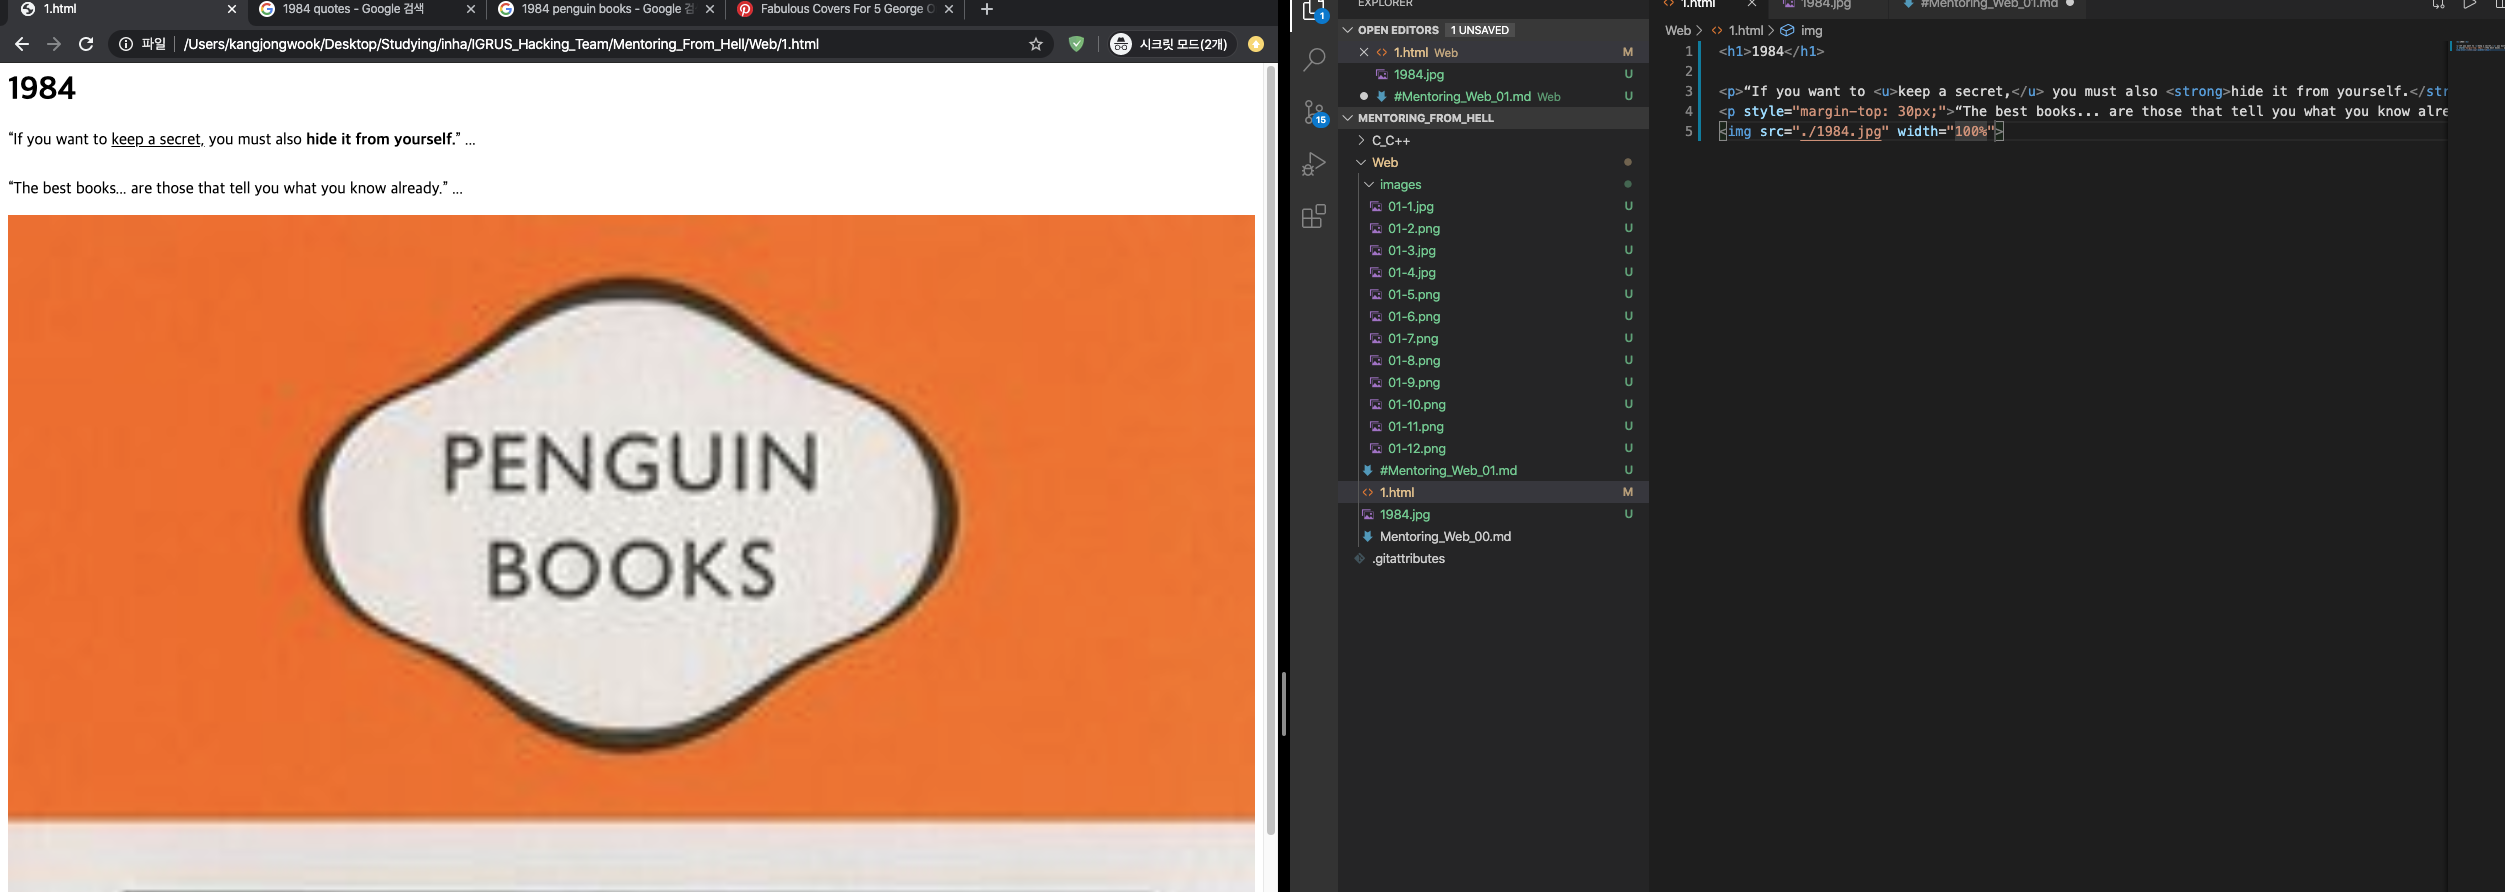 1.html
1984 quotes - Google 검색
1984 penguin books - Google 검
Fabulous Covers For 5 George O
파일 /Users/kangjongwook/Desktop/Studying/inha/IGRUS_Hacking_Team/Mentoring_From_Hell/Web/1.html
시크릿 모드(2개)
1984
“If you want to keep a secret, you must also hide it from yourself.” ...
“The best books... are those that tell you what you know already.” ...
PENGUIN
BOOKS
EXPLORER
1
15
OPEN EDITORS 1 UNSAVED
1.html Web M
1984.jpg U
#Mentoring_Web_01.md Web U
MENTORING_FROM_HELL
C_C++
Web
images
01-1.jpg U
01-2.png U
01-3.jpg U
01-4.jpg U
01-5.png U
01-6.png U
01-7.png U
01-8.png U
01-9.png U
01-10.png U
01-11.png U
01-12.png U
#Mentoring_Web_01.md U
1.html M
1984.jpg U
Mentoring_Web_00.md
.gitattributes
1.html
1984.jpg
#Mentoring_Web_01.md
Web > 1.html > img
1 <h1>1984</h1>
2
3 <p>“If you want to <u>keep a secret,</u> you must also <strong>hide it from yourself.</str
4 <p style="margin-top: 30px;">“The best books... are those that tell you what you know alre
5 <img src="./1984.jpg" width="100%">